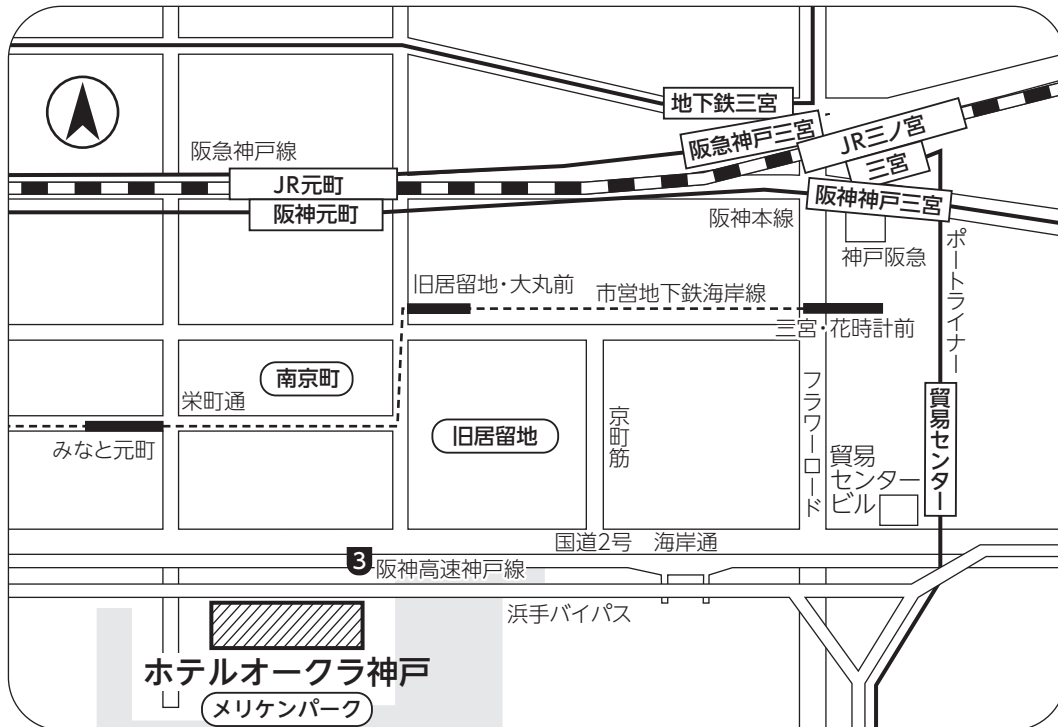 地下鉄三宮
阪急神戸三宮
JR三ノ宮
阪急神戸線
三宮
JR元町
阪神元町
阪神神戸三宮
阪神本線
神戸阪急
ポートライナー
旧居留地・大丸前
市営地下鉄海岸線
三宮・花時計前
南京町
栄町通
フラワーロード
貿易センター
京町筋
旧居留地
みなと元町
貿易
センター
ビル
国道2号 海岸通
3
阪神高速神戸線
浜手バイパス
ホテルオークラ神戸
メリケンパーク